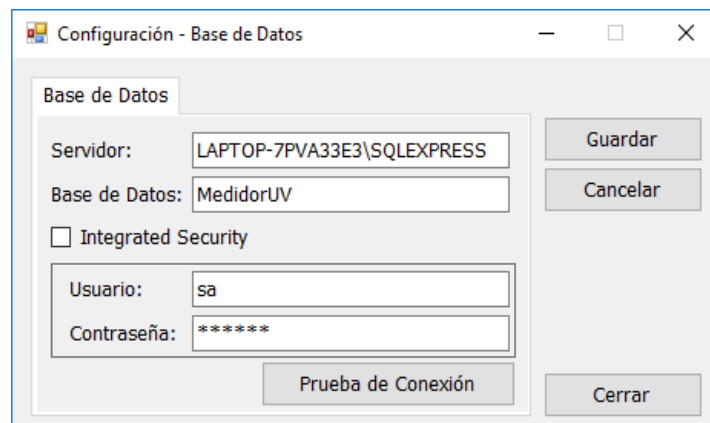 Configuración - Base de Datos
Base de Datos
Servidor: LAPTOP-7PVA33E3\SQLEXPRESS
Guardar
Base de Datos: MedidorUV
Cancelar
Integrated Security
Usuario: sa
Contraseña: ******
Prueba de Conexión
Cerrar